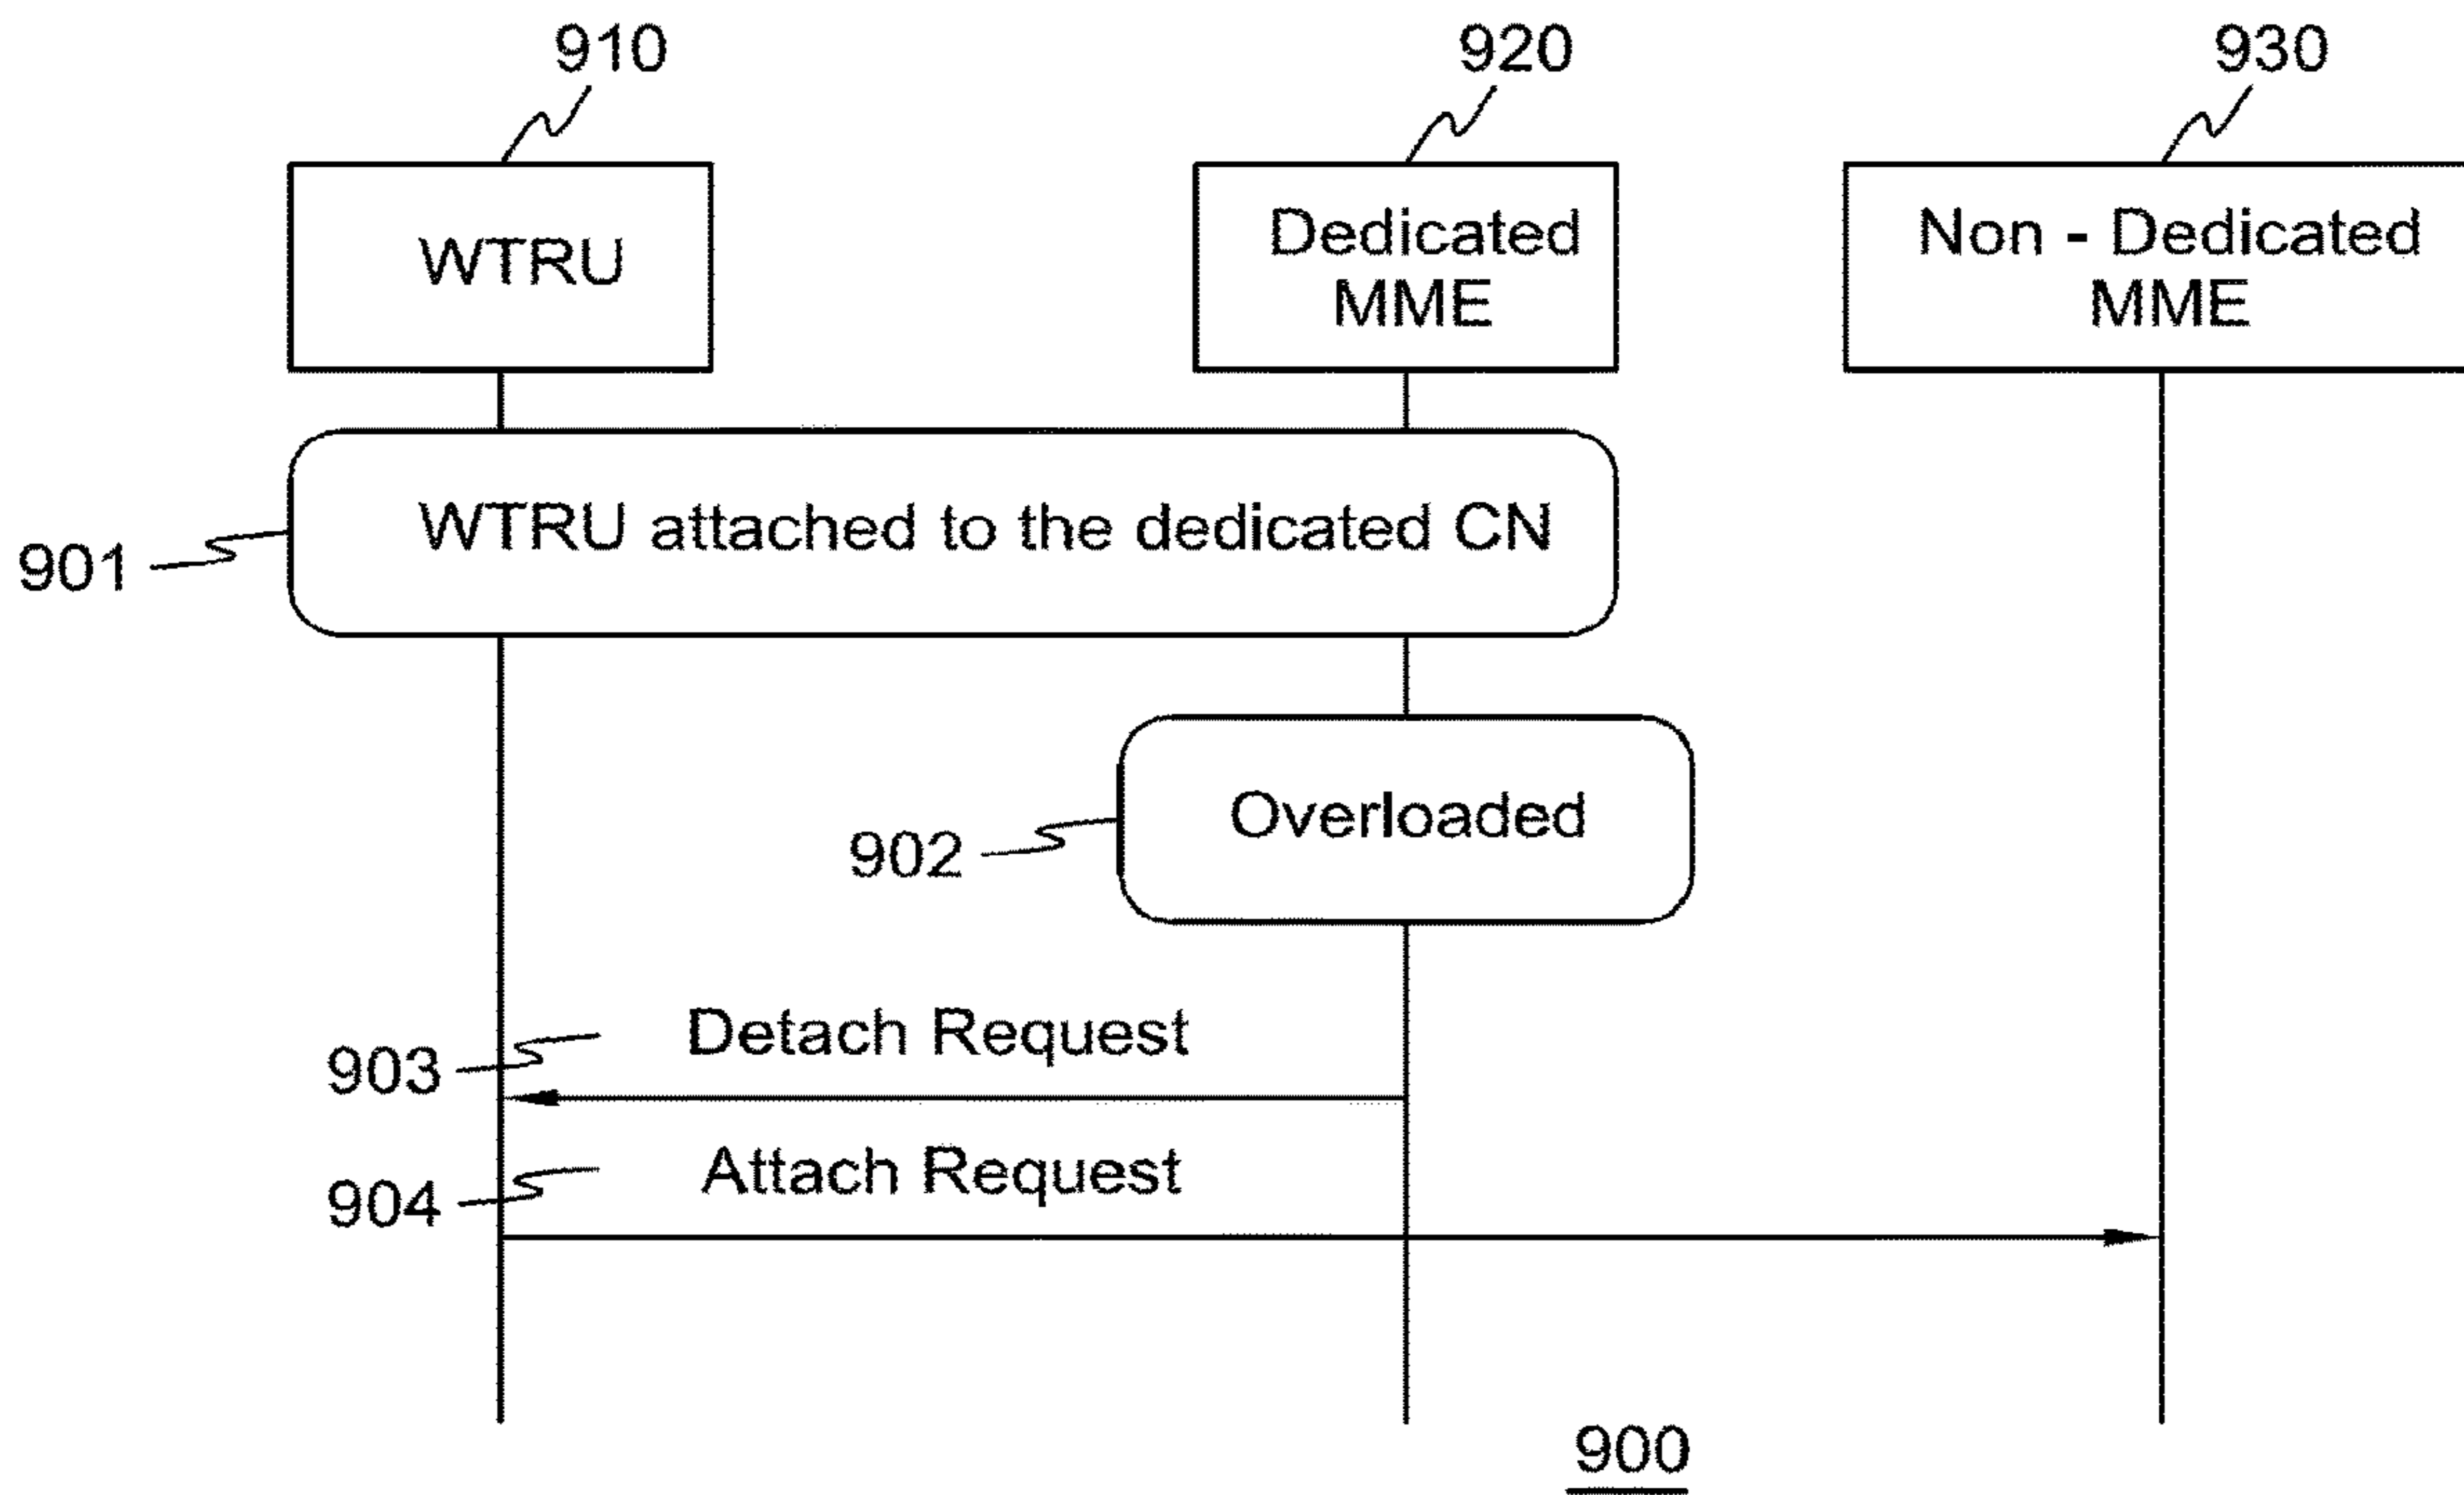 910
920
930
WTRU
Dedicated
MME
Non - Dedicated
MME
WTRU attached to the dedicated CN
901
Overloaded
902
Detach Request
903
Attach Request
904
900